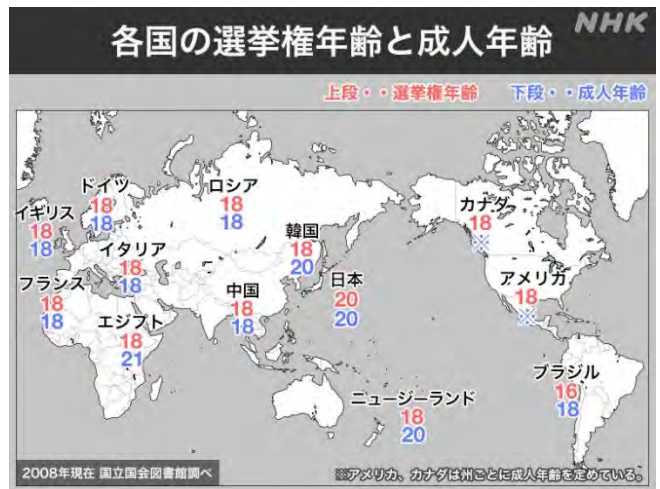 NHK
各国の選挙権年齢と成人年齢
上段・・選挙権年齢 下段・・成人年齢
ドイツ
18
18
ロシア
18
18
カナダ
18
※
イギリス
18
18
イタリア
18
18
韓国
18
20
日本
20
20
アメリカ
18
※
フランス
18
18
エジプト
18
21
中国
18
18
ブラジル
16
18
ニュージーランド
18
20
2008年現在 国立国会図書館調べ
※アメリカ、カナダは州ごとに成人年齢を定めている。